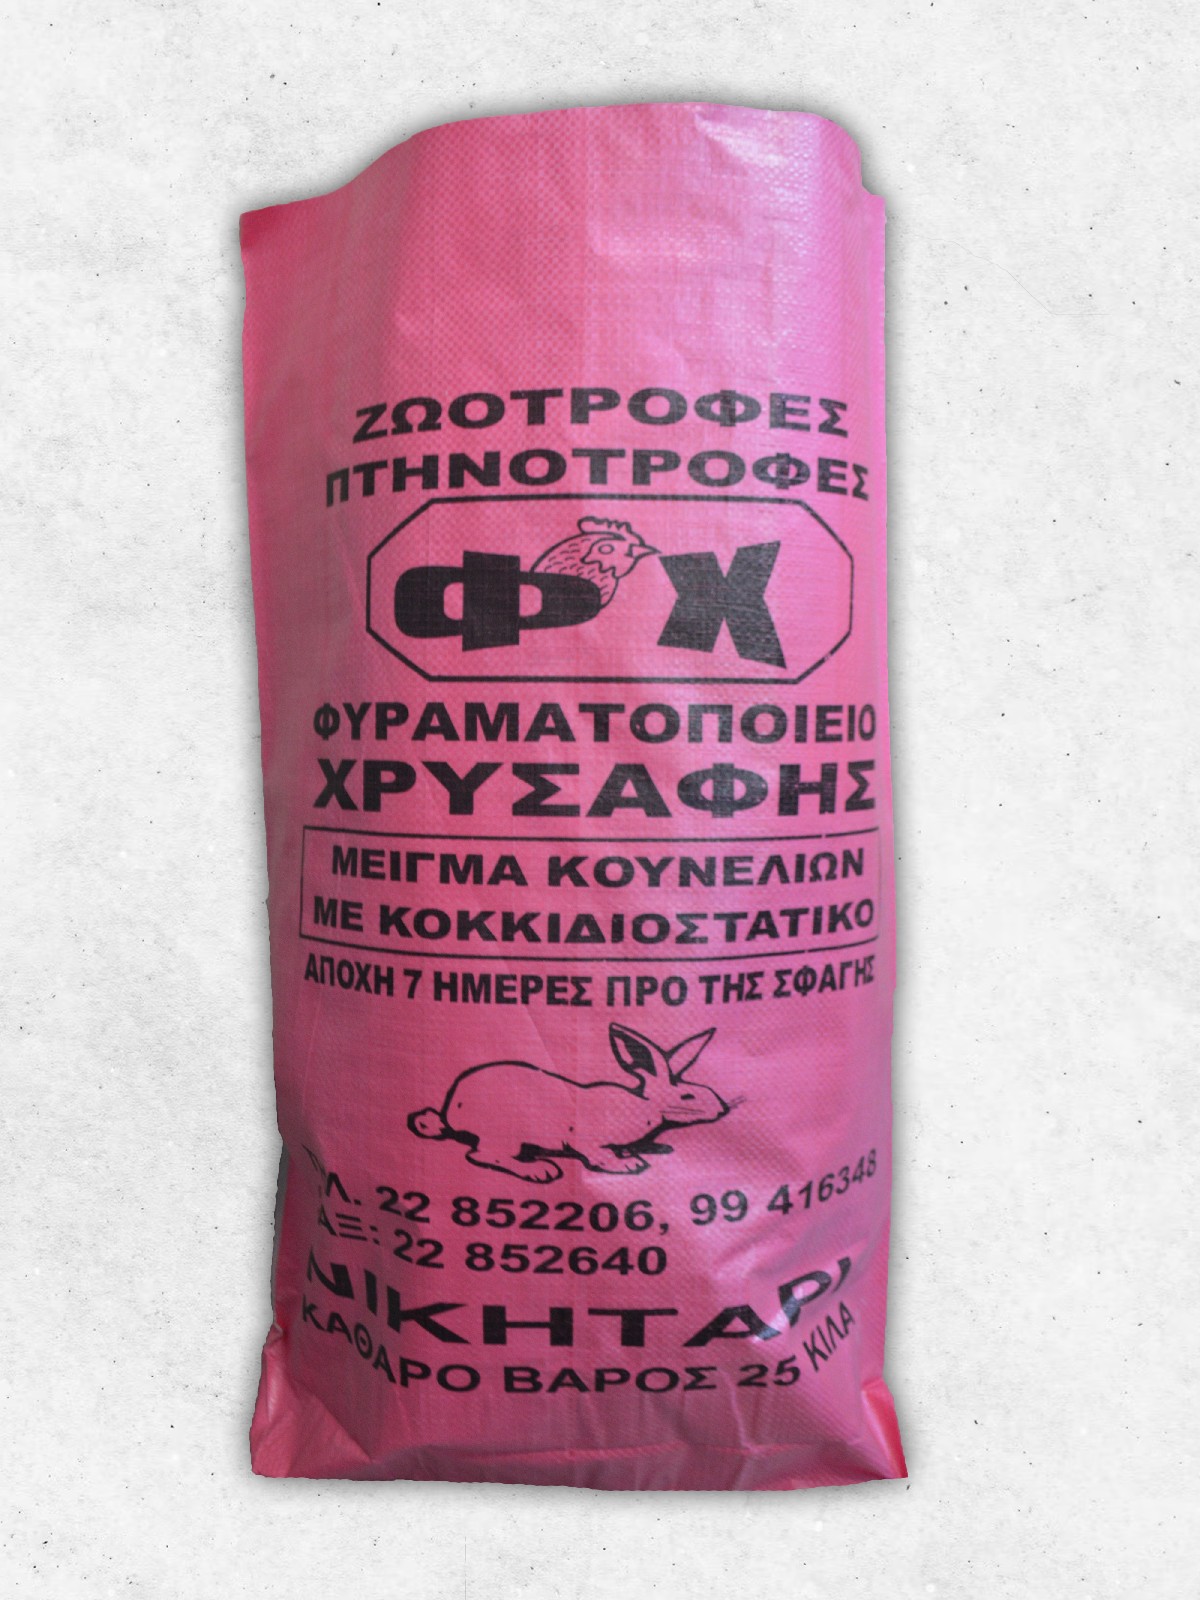 ΖΩΟΤΡΟΦΕΣ
ΠΤΗΝΟΤΡΟΦΕΣ
ΦΧ
ΦΥΡΑΜΑΤΟΠΟΙΕΙΟ
ΧΡΥΣΑΦΗΣ
ΜΕΙΓΜΑ ΚΟΥΝΕΛΙΩΝ
ΜΕ ΚΟΚΚΙΔΙΟΣΤΑΤΙΚΟ
ΑΠΟΧΗ 7 ΗΜΕΡΕΣ ΠΡΟ ΤΗΣ ΣΦΑΓΗΣ
22 852206, 99 416348
22 852640
ΝΙΚΗΤΑΡΙ
ΚΑΘΑΡΟ ΒΑΡΟΣ 25 ΚΙΛΑ